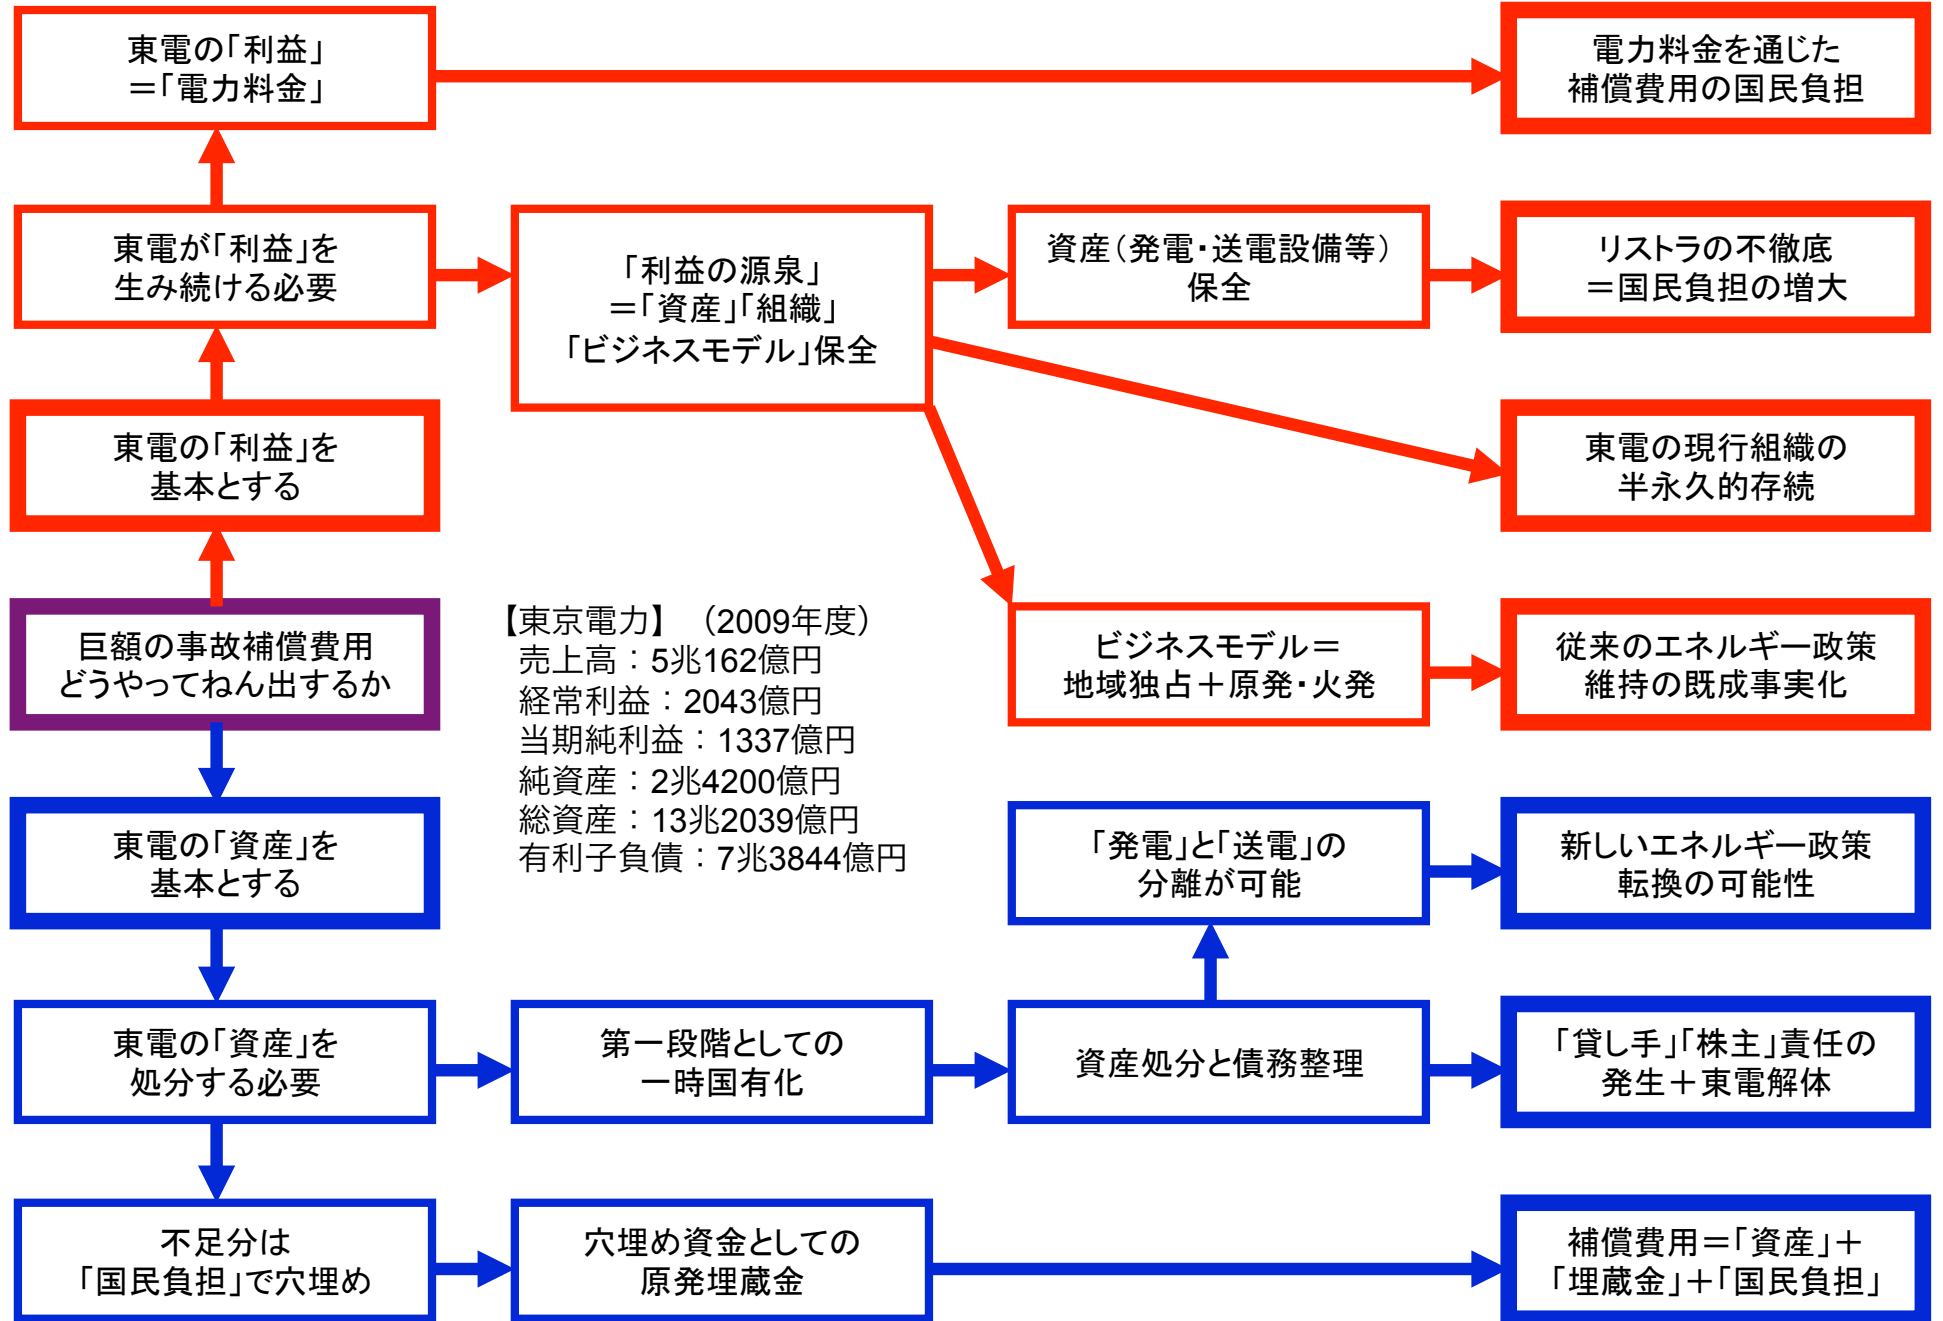 東電の「利益」
＝「電力料金」
電力料金を通じた
補償費用の国民負担
東電が「利益」を
生み続ける必要
「利益の源泉」
＝「資産」「組織」
「ビジネスモデル」保全
資産（発電・送電設備等）
保全
リストラの不徹底
＝国民負担の増大
東電の「利益」を
基本とする
東電の現行組織の
半永久的存続
巨額の事故補償費用
どうやってねん出するか
【東京電力】（2009年度）
売上高：5兆162億円
経常利益：2043億円
当期純利益：1337億円
純資産：2兆4200億円
総資産：13兆2039億円
有利子負債：7兆3844億円
ビジネスモデル＝
地域独占＋原発・火発
従来のエネルギー政策
維持の既成事実化
東電の「資産」を
基本とする
「発電」と「送電」の
分離が可能
新しいエネルギー政策
転換の可能性
東電の「資産」を
処分する必要
第一段階としての
一時国有化
資産処分と債務整理
「貸し手」「株主」責任の
発生＋東電解体
不足分は
「国民負担」で穴埋め
穴埋め資金としての
原発埋蔵金
補償費用＝「資産」＋
「埋蔵金」＋「国民負担」